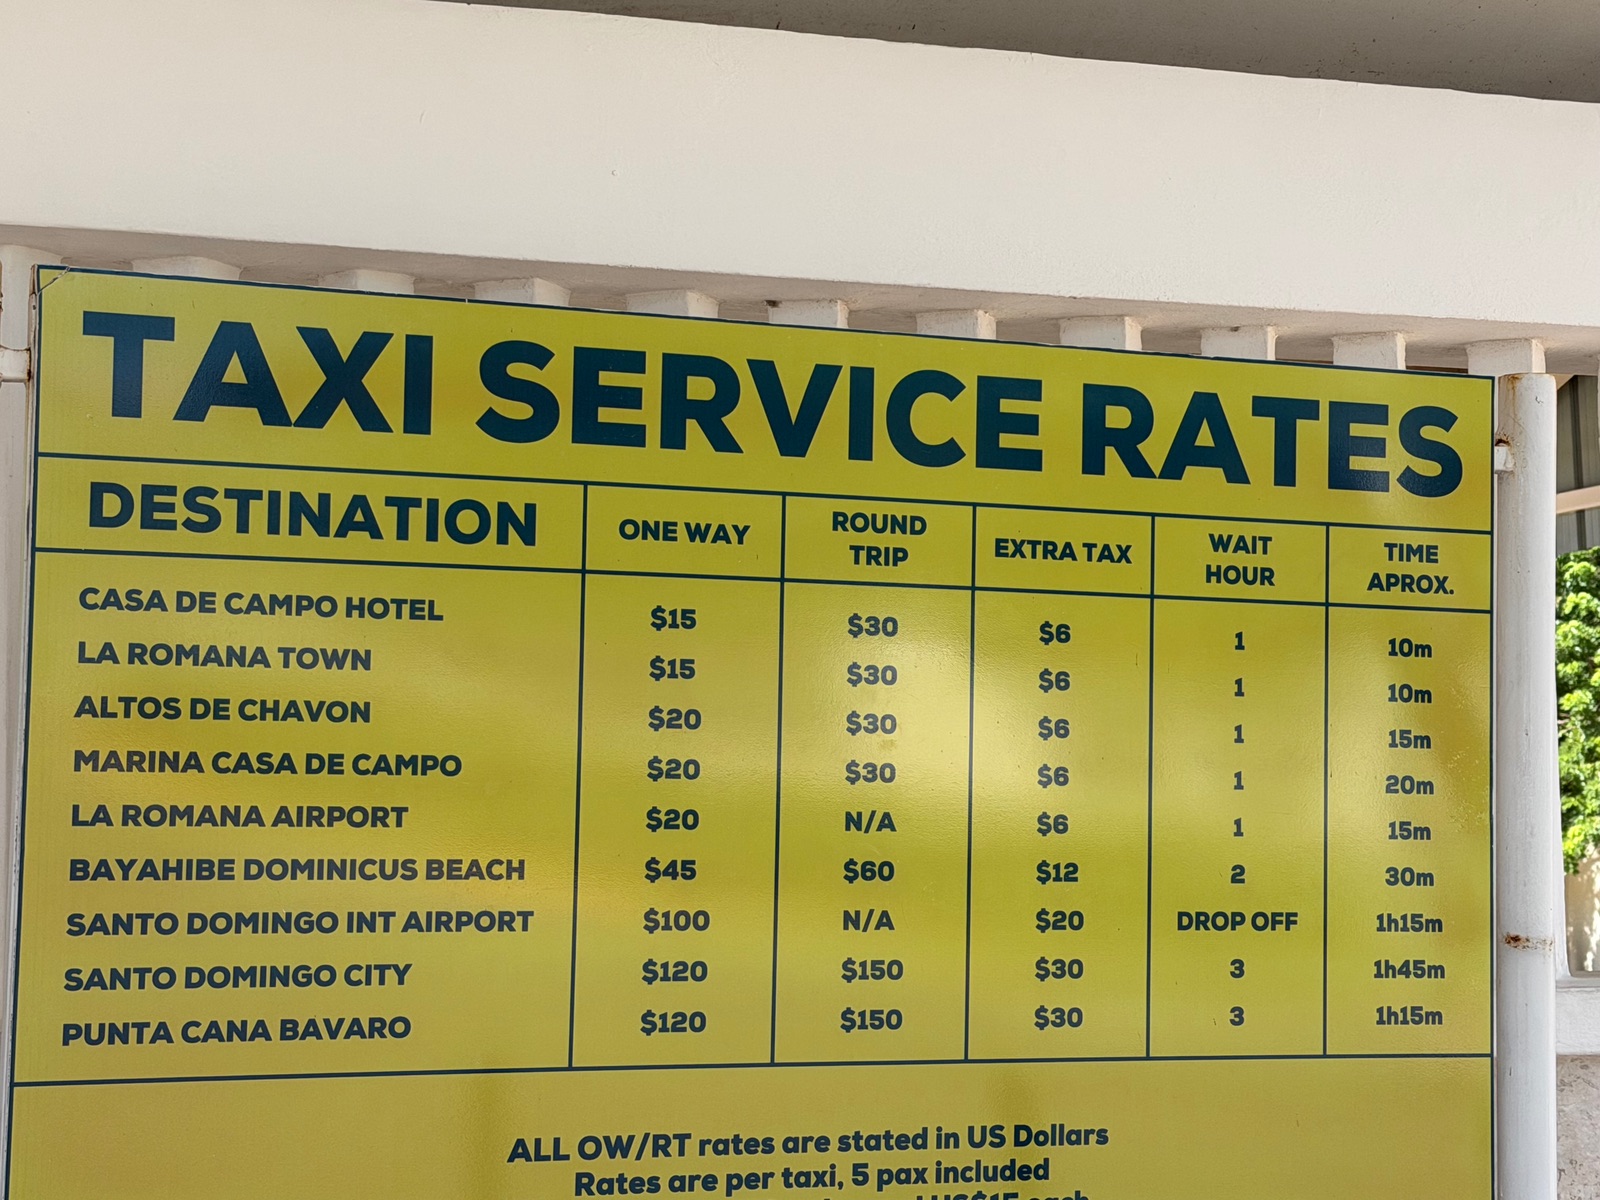 TAXI SERVICE RATES
DESTINATION ONE WAY ROUND TRIP EXTRA TAX WAIT HOUR TIME APROX.
CASA DE CAMPO HOTEL $15 $30 $6 1 10m
LA ROMANA TOWN $15 $30 $6 1 10m
ALTOS DE CHAVON $20 $30 $6 1 15m
MARINA CASA DE CAMPO $20 $30 $6 1 20m
LA ROMANA AIRPORT $20 N/A $6 1 15m
BAYAHIBE DOMINICUS BEACH $45 $60 $12 2 30m
SANTO DOMINGO INT AIRPORT $100 N/A $20 DROP OFF 1h15m
SANTO DOMINGO CITY $120 $150 $30 3 1h45m
PUNTA CANA BAVARO $120 $150 $30 3 1h15m
ALL OW/RT rates are stated in US Dollars
Rates are per taxi, 5 pax included
US$15 each